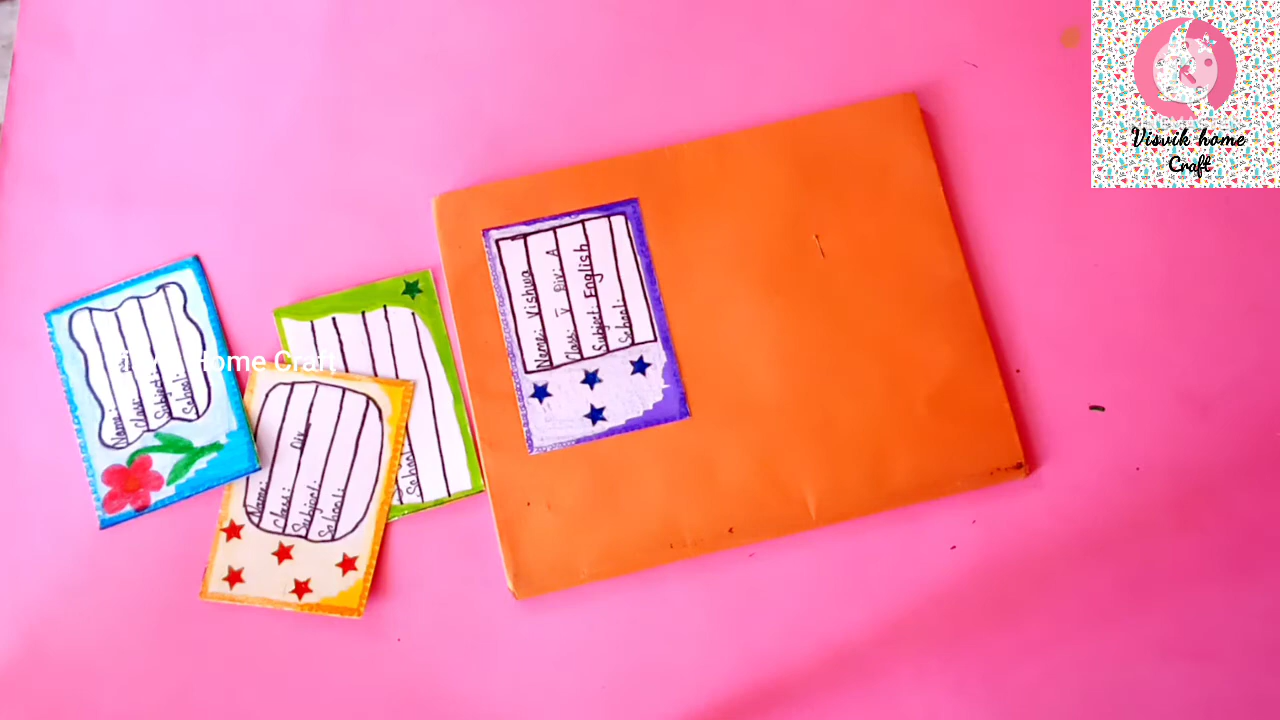 Visvik home
Craft
Home Craft
Name: Vishwa
Class: V Div: A
Subject: English
School:
Name:
Class:
Subject
School:
Name:
Class: Div
Subject:
School:
School